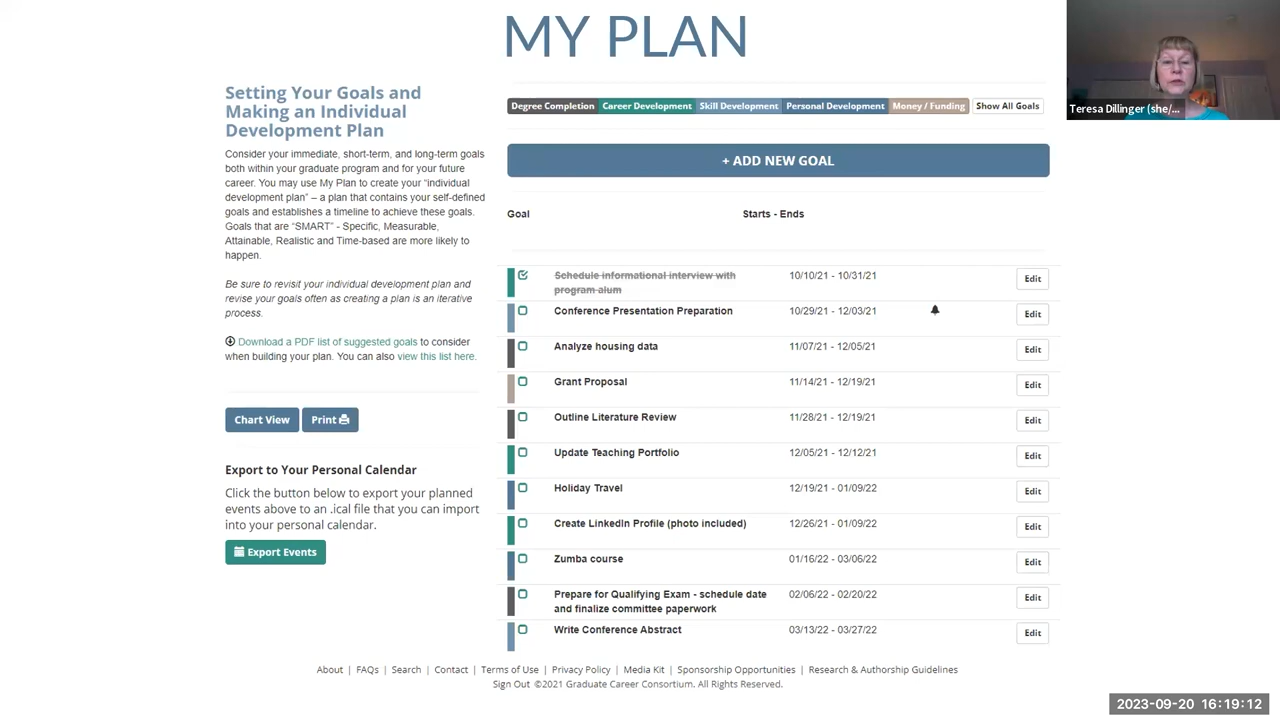 MY PLAN
Setting Your Goals and
Making an Individual
Development Plan
Consider your immediate, short-term, and long-term goals
both within your graduate program and for your future
career. You may use My Plan to create your “individual
development plan” – a plan that contains your self-defined
goals and establishes a timeline to achieve these goals.
Goals that are “SMART” - Specific, Measurable,
Attainable, Realistic and Time-based are more likely to
happen.
Be sure to revisit your individual development plan and
revise your goals often as creating a plan is an iterative
process.
Download a PDF list of suggested goals to consider
when building your plan. You can also view this list here.
Chart View Print
Export to Your Personal Calendar
Click the button below to export your planned
events above to an .ical file that you can import
into your personal calendar.
Export Events
Degree Completion Career Development Skill Development Personal Development Money / Funding Show All Goals
+ ADD NEW GOAL
Goal Starts - Ends
Schedule informational interview with 10/10/21 - 10/31/21 Edit
program alum
Conference Presentation Preparation 10/29/21 - 12/03/21 Edit
Analyze housing data 11/07/21 - 12/05/21 Edit
Grant Proposal 11/14/21 - 12/19/21 Edit
Outline Literature Review 11/28/21 - 12/19/21 Edit
Update Teaching Portfolio 12/05/21 - 12/12/21 Edit
Holiday Travel 12/19/21 - 01/09/22 Edit
Create LinkedIn Profile (photo included) 12/26/21 - 01/09/22 Edit
Zumba course 01/16/22 - 03/06/22 Edit
Prepare for Qualifying Exam - schedule date 02/06/22 - 02/20/22 Edit
and finalize committee paperwork
Write Conference Abstract 03/13/22 - 03/27/22 Edit
About | FAQs | Search | Contact | Terms of Use | Privacy Policy | Media Kit | Sponsorship Opportunities | Research & Authorship Guidelines
Sign Out ©2021 Graduate Career Consortium. All Rights Reserved.
Teresa Dillinger (she/...
2023-09-20 16:19:12